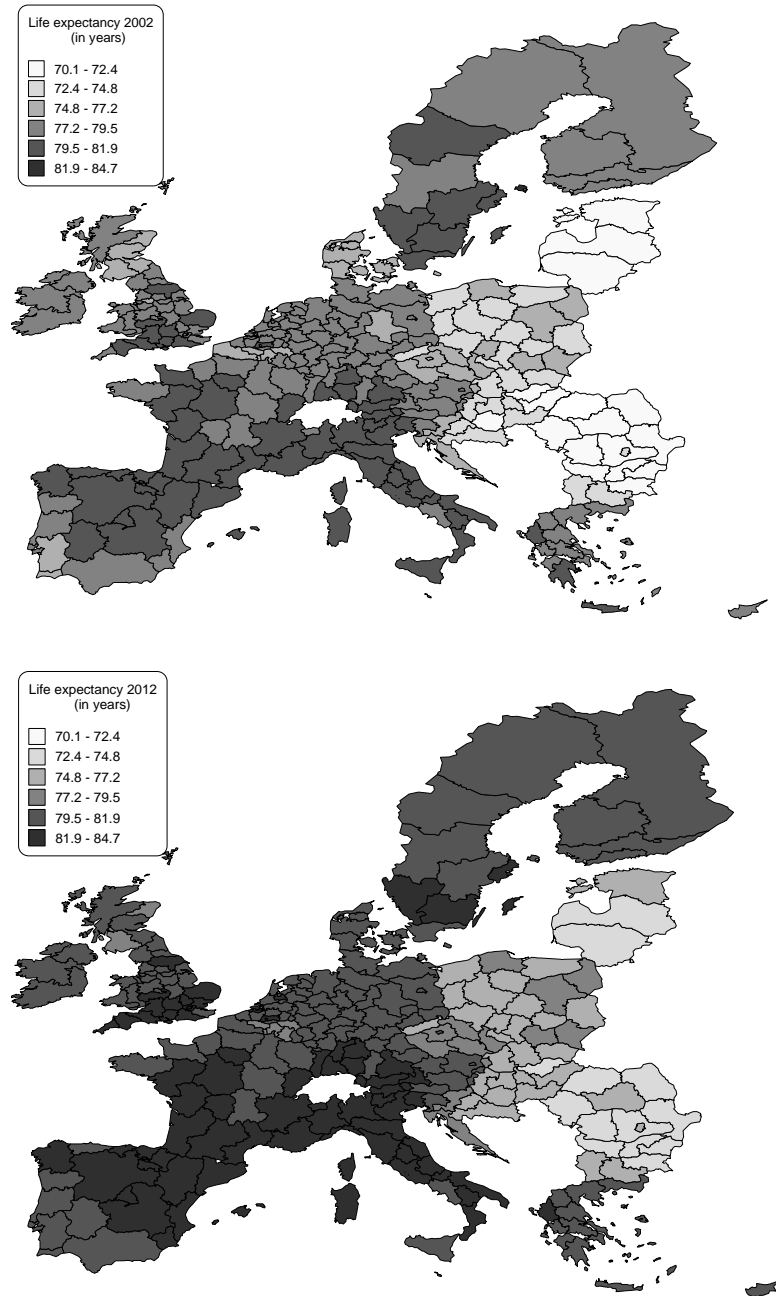 Life expectancy 2002
(in years)
70.1 - 72.4
72.4 - 74.8
74.8 - 77.2
77.2 - 79.5
79.5 - 81.9
81.9 - 84.7
Life expectancy 2012
(in years)
70.1 - 72.4
72.4 - 74.8
74.8 - 77.2
77.2 - 79.5
79.5 - 81.9
81.9 - 84.7